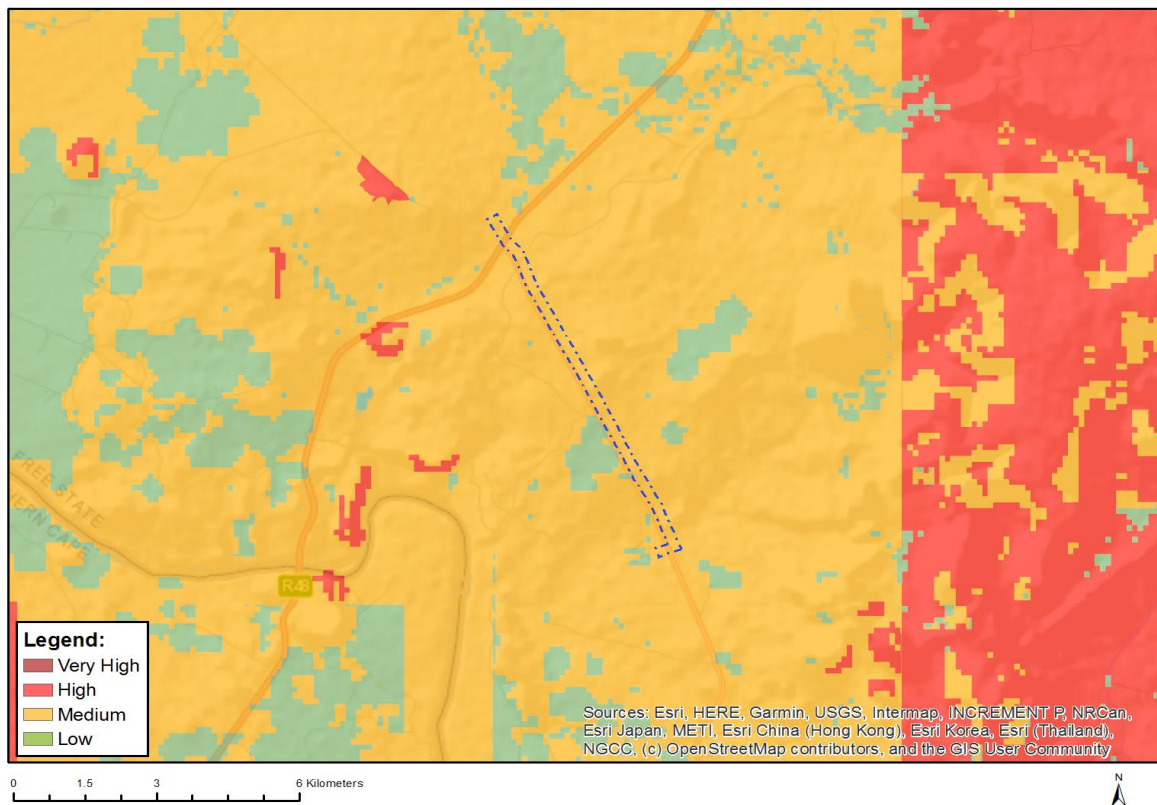 FREE STATE
HERN CAPE
R48
Legend:
Very High
High
Medium
Low
Sources: Esri, HERE, Garmin, USGS, Intermap, INCREMENT P, NRCan,
Esri Japan, METI, Esri China (Hong Kong), Esri Korea, Esri (Thailand),
NGCC, (c) OpenStreetMap contributors, and the GIS User Community
0 1.5 3 6 Kilometers
N